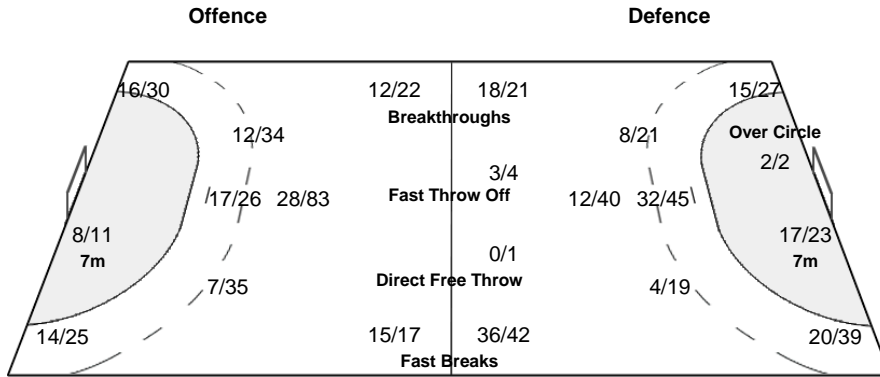 Offence Defence
16/30 12/22 18/21 15/27
Breakthroughs
12/34 8/21 Over Circle
2/2
3/4
17/26 28/83 Fast Throw Off 12/40 32/45
8/11 17/23
7m 7m
0/1
Direct Free Throw
7/35 4/19
14/25 15/17 36/42 20/39
Fast Breaks